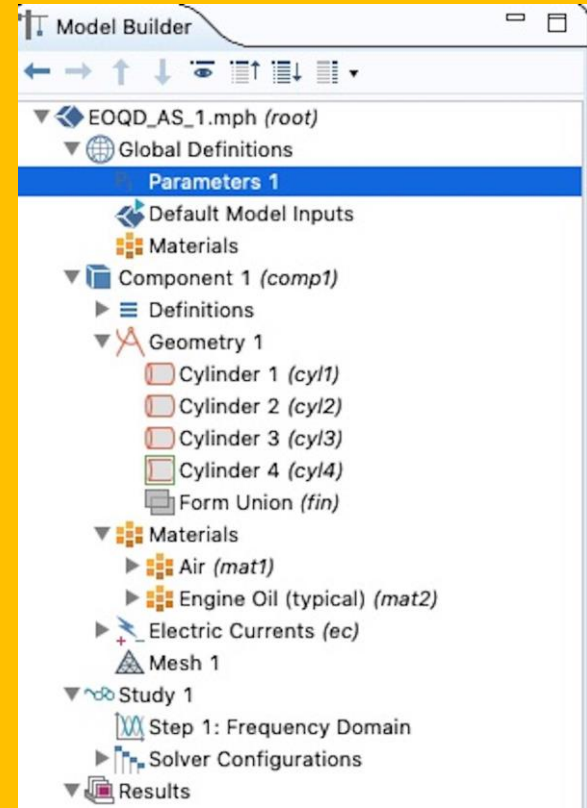 Model Builder
EOQD_AS_1.mph (root)
Global Definitions
Pi Parameters 1
Default Model Inputs
Materials
Component 1 (comp1)
Definitions
Geometry 1
Cylinder 1 (cyl1)
Cylinder 2 (cyl2)
Cylinder 3 (cyl3)
Cylinder 4 (cyl4)
Form Union (fin)
Materials
Air (mat1)
Engine Oil (typical) (mat2)
Electric Currents (ec)
Mesh 1
Study 1
Step 1: Frequency Domain
Solver Configurations
Results